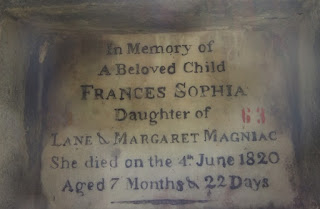 In Memory of
A Beloved Child
FRANCES SOPHIA
Daughter of
63
LANE & MARGARET MAGNIAC
She died on the 4th June 1820
Aged 7 Months & 22 Days